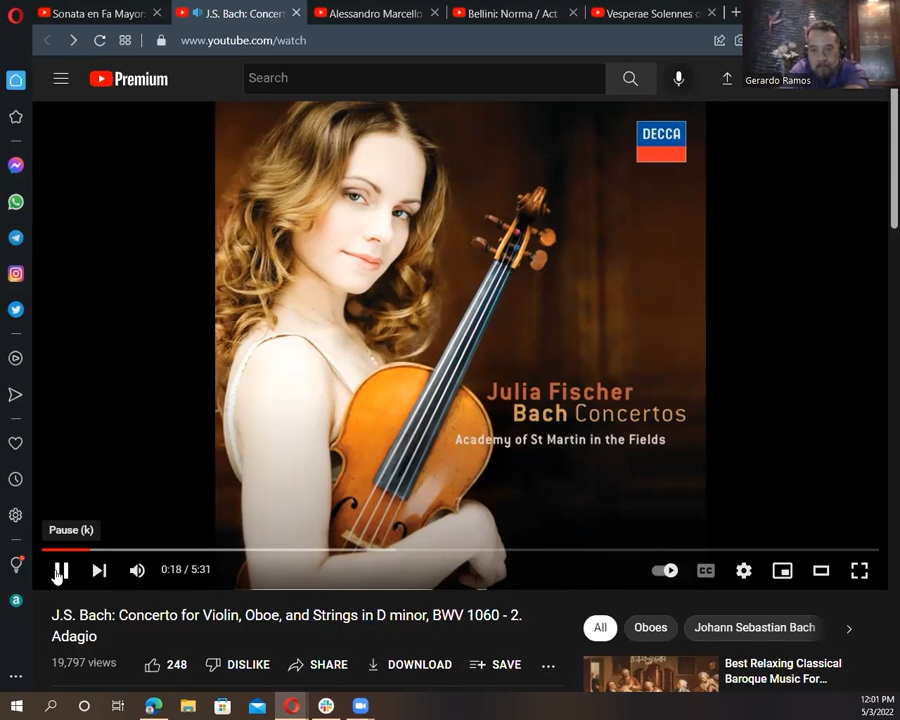 Sonata en Fa Mayor:
J.S. Bach: Concert
Alessandro Marcello
Bellini: Norma / Act
Vesperae Solennes
www.youtube.com/watch
Gerardo Ramos
Premium
Search
DECCA
Julia Fischer
Bach Concertos
Academy of St Martin in the Fields
Pause (k)
0:18 / 5:31
CC
J.S. Bach: Concerto for Violin, Oboe, and Strings in D minor, BWV 1060 - 2.
Adagio
19,797 views
248
DISLIKE
SHARE
DOWNLOAD
SAVE
All
Oboes
Johann Sebastian Bach
Best Relaxing Classical
Baroque Music For...
12:01 PM
5/3/2022